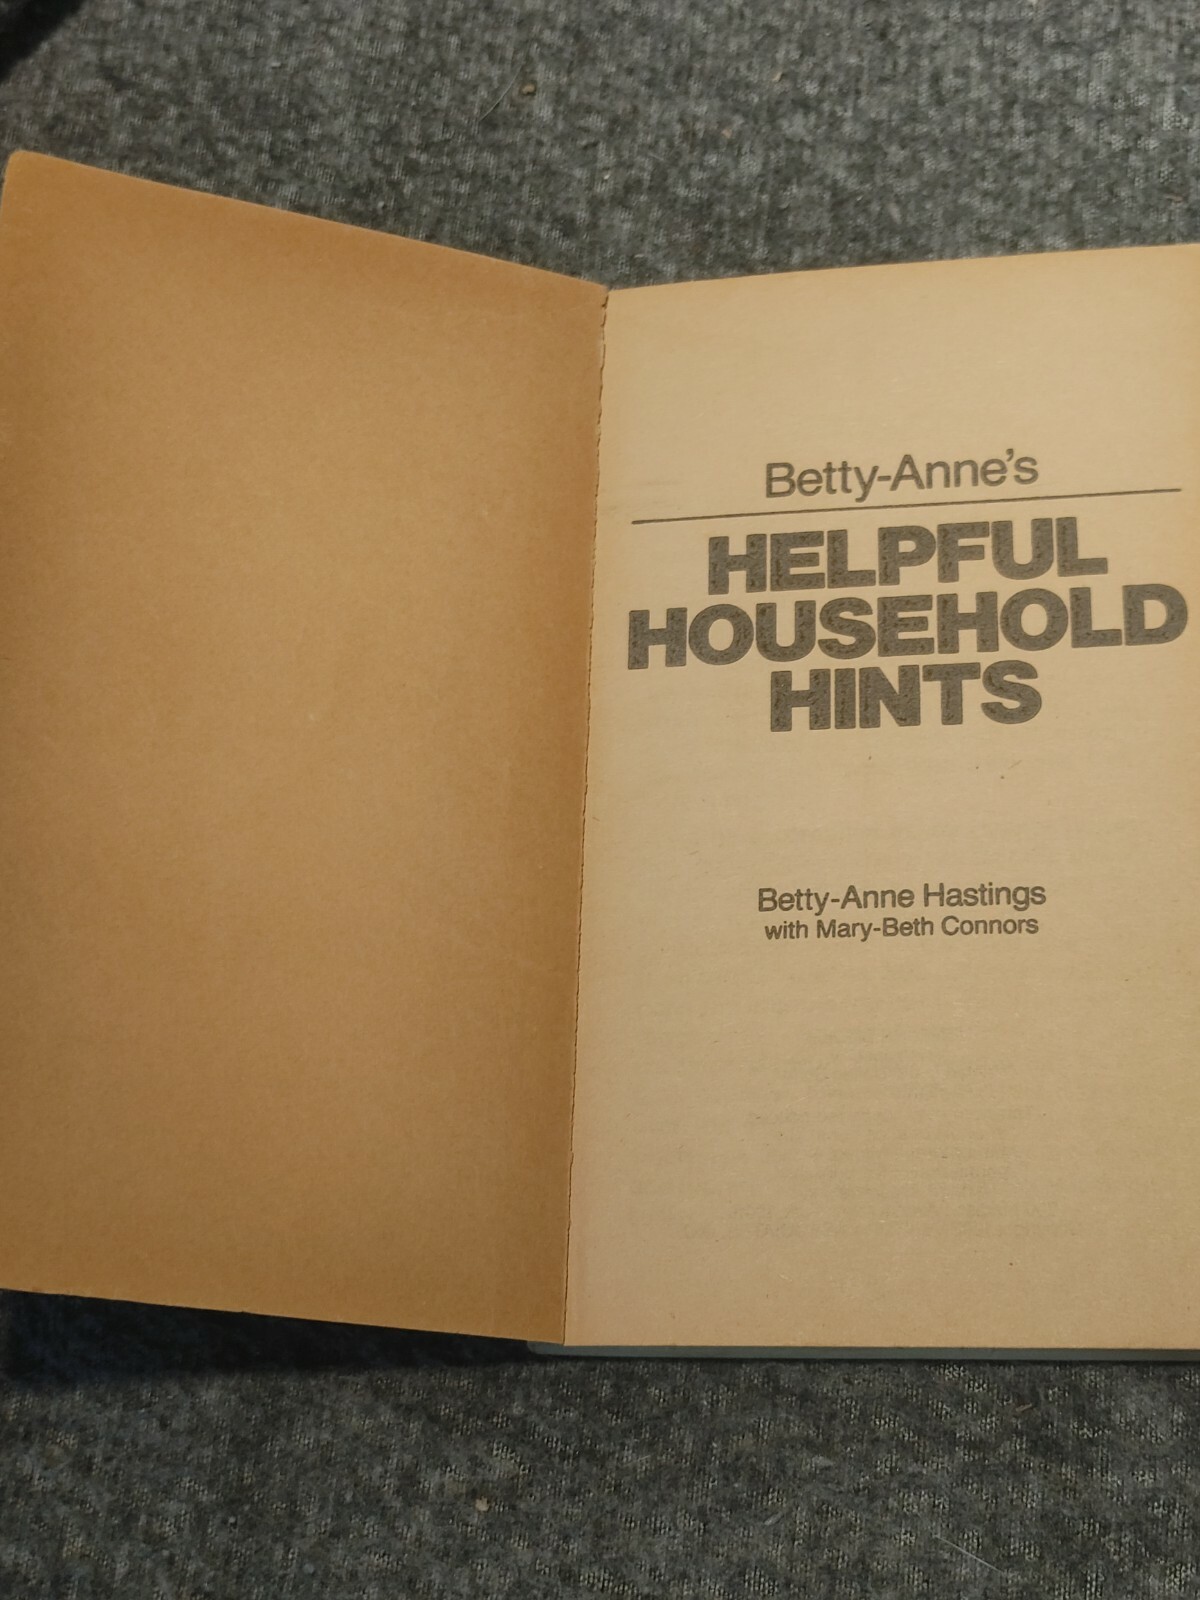 Betty-Anne's
HELPFUL
HOUSEHOLD
HINTS
Betty-Anne Hastings
with Mary-Beth Connors